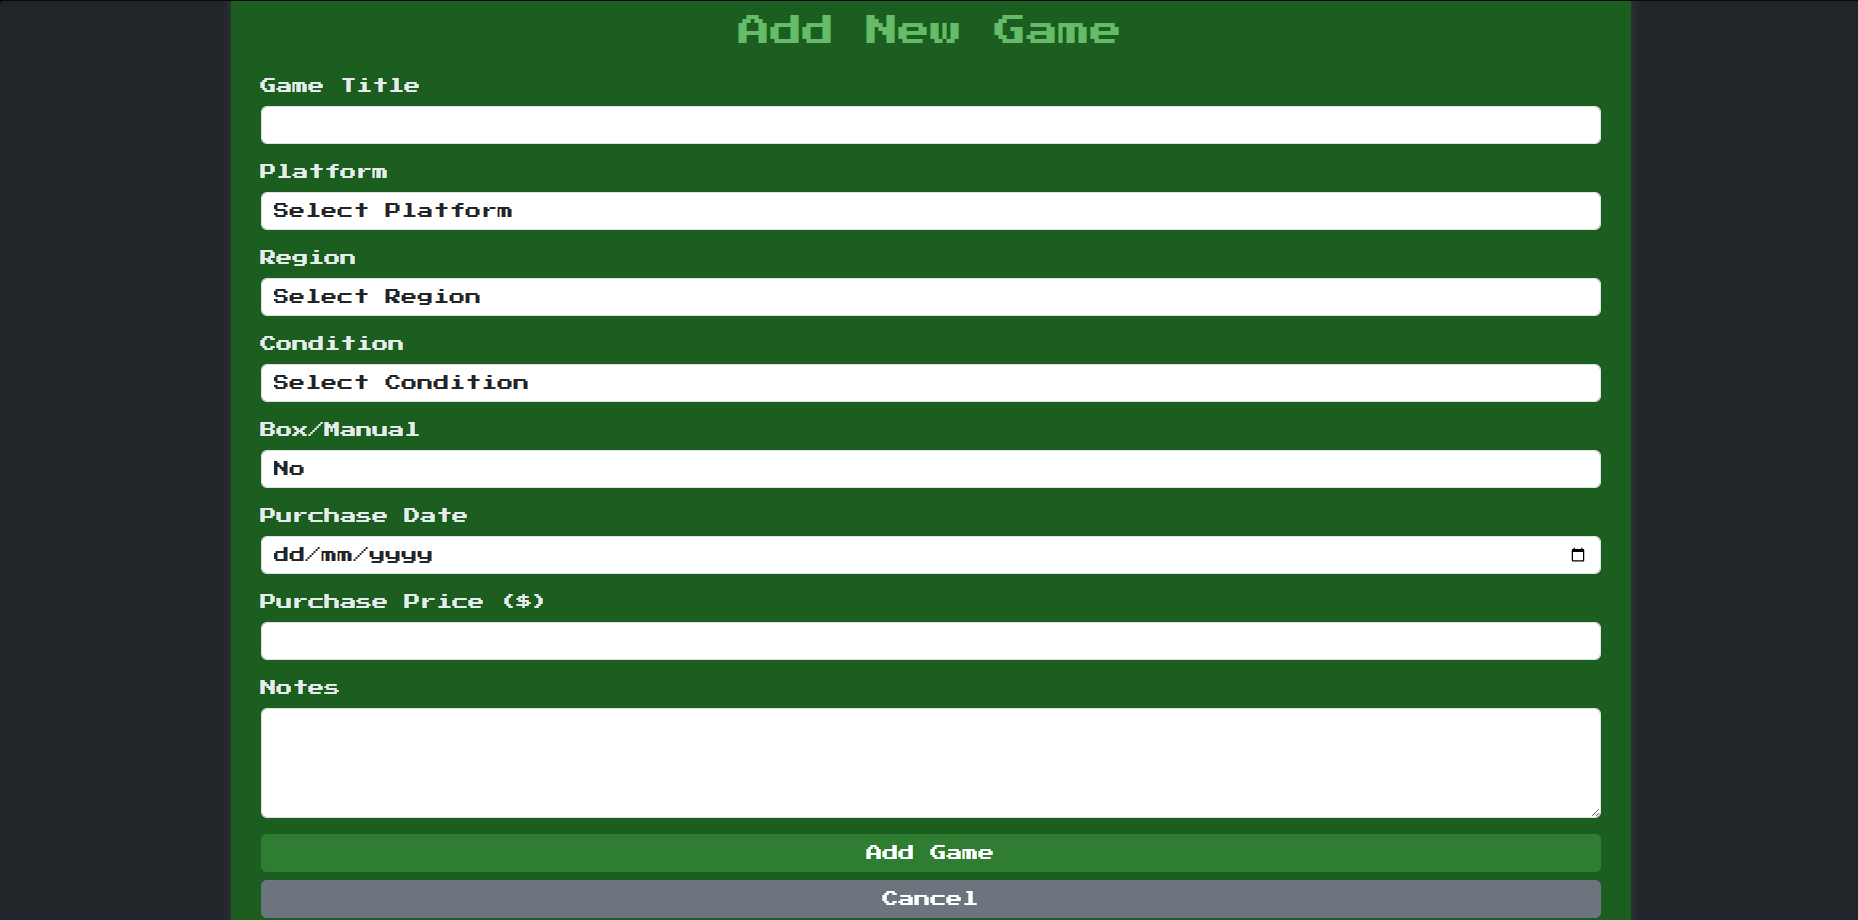 Add New Game
Game Title
Platform
Select Platform
Region
Select Region
Condition
Select Condition
Box/Manual
No
Purchase Date
dd/mm/yyyy
Purchase Price ($)
Notes
Add Game
Cancel